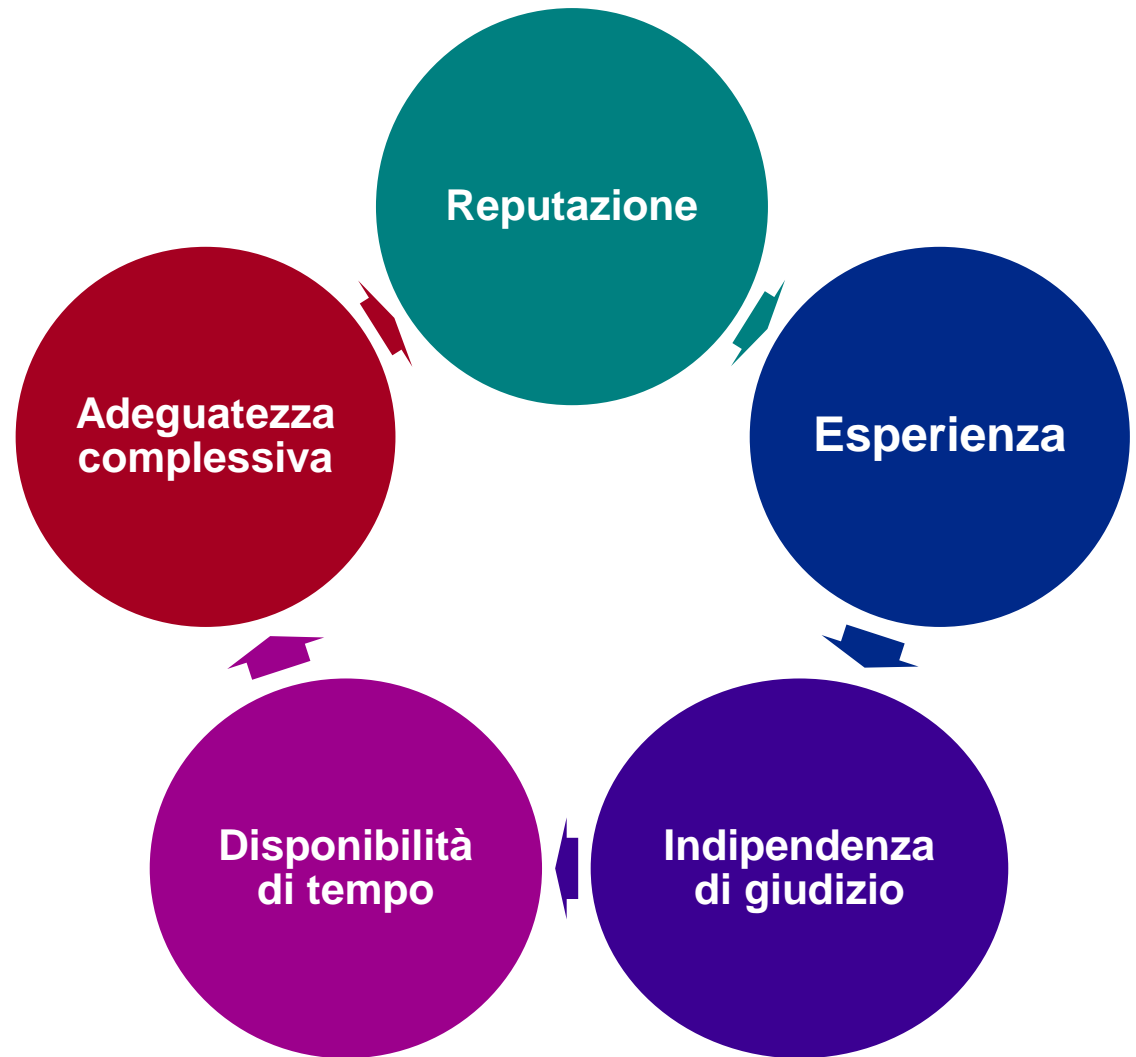 Reputazione
Esperienza
Indipendenza
di giudizio
Disponibilità
di tempo
Adeguatezza
complessiva